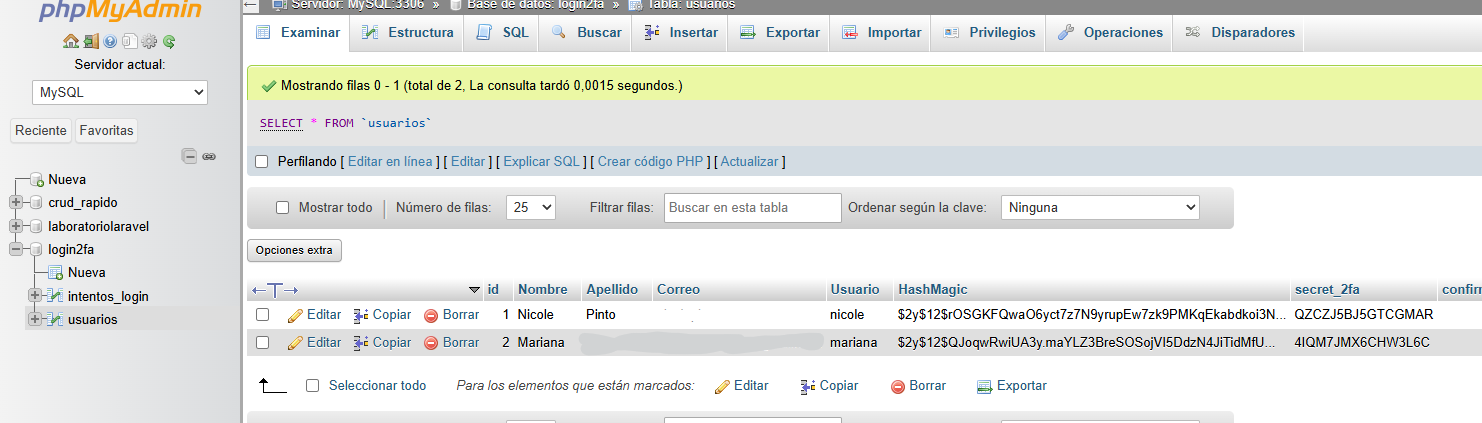 phpMyAdmin
Servidor: MySQL:3306 » Base de datos: login2fa » Tabla: usuarios
Examinar Estructura SQL Buscar Insertar Exportar Importar Privilegios Operaciones Disparadores
Servidor actual:
MySQL
Reciente Favoritas
Nueva
crud_rapido
laboratoriolaravel
login2fa
Nueva
intentos_login
usuarios
Mostrando filas 0 - 1 (total de 2, La consulta tardó 0,0015 segundos.)
SELECT * FROM `usuarios`
Perfilando [ Editar en línea ] [ Editar ] [ Explicar SQL ] [ Crear código PHP ] [ Actualizar ]
Mostrar todo Número de filas: 25 Filtrar filas: Buscar en esta tabla Ordenar según la clave: Ninguna
Opciones extra
←T→ id Nombre Apellido Correo Usuario HashMagic secret_2fa confirm
Editar Copiar Borrar 1 Nicole Pinto nicole $2y$12$rOSGKFQwaO6yct7z7N9yrupEw7zk9PMKqEkabdkoi3N... QZCZJ5BJ5GTCGMAR
Editar Copiar Borrar 2 Mariana mariana $2y$12$QJoqwRwiUA3y.maYLZ3BreSOSojVI5DdzN4JiTidMfU... 4IQM7JMX6CHW3L6C
Seleccionar todo Para los elementos que están marcados: Editar Copiar Borrar Exportar